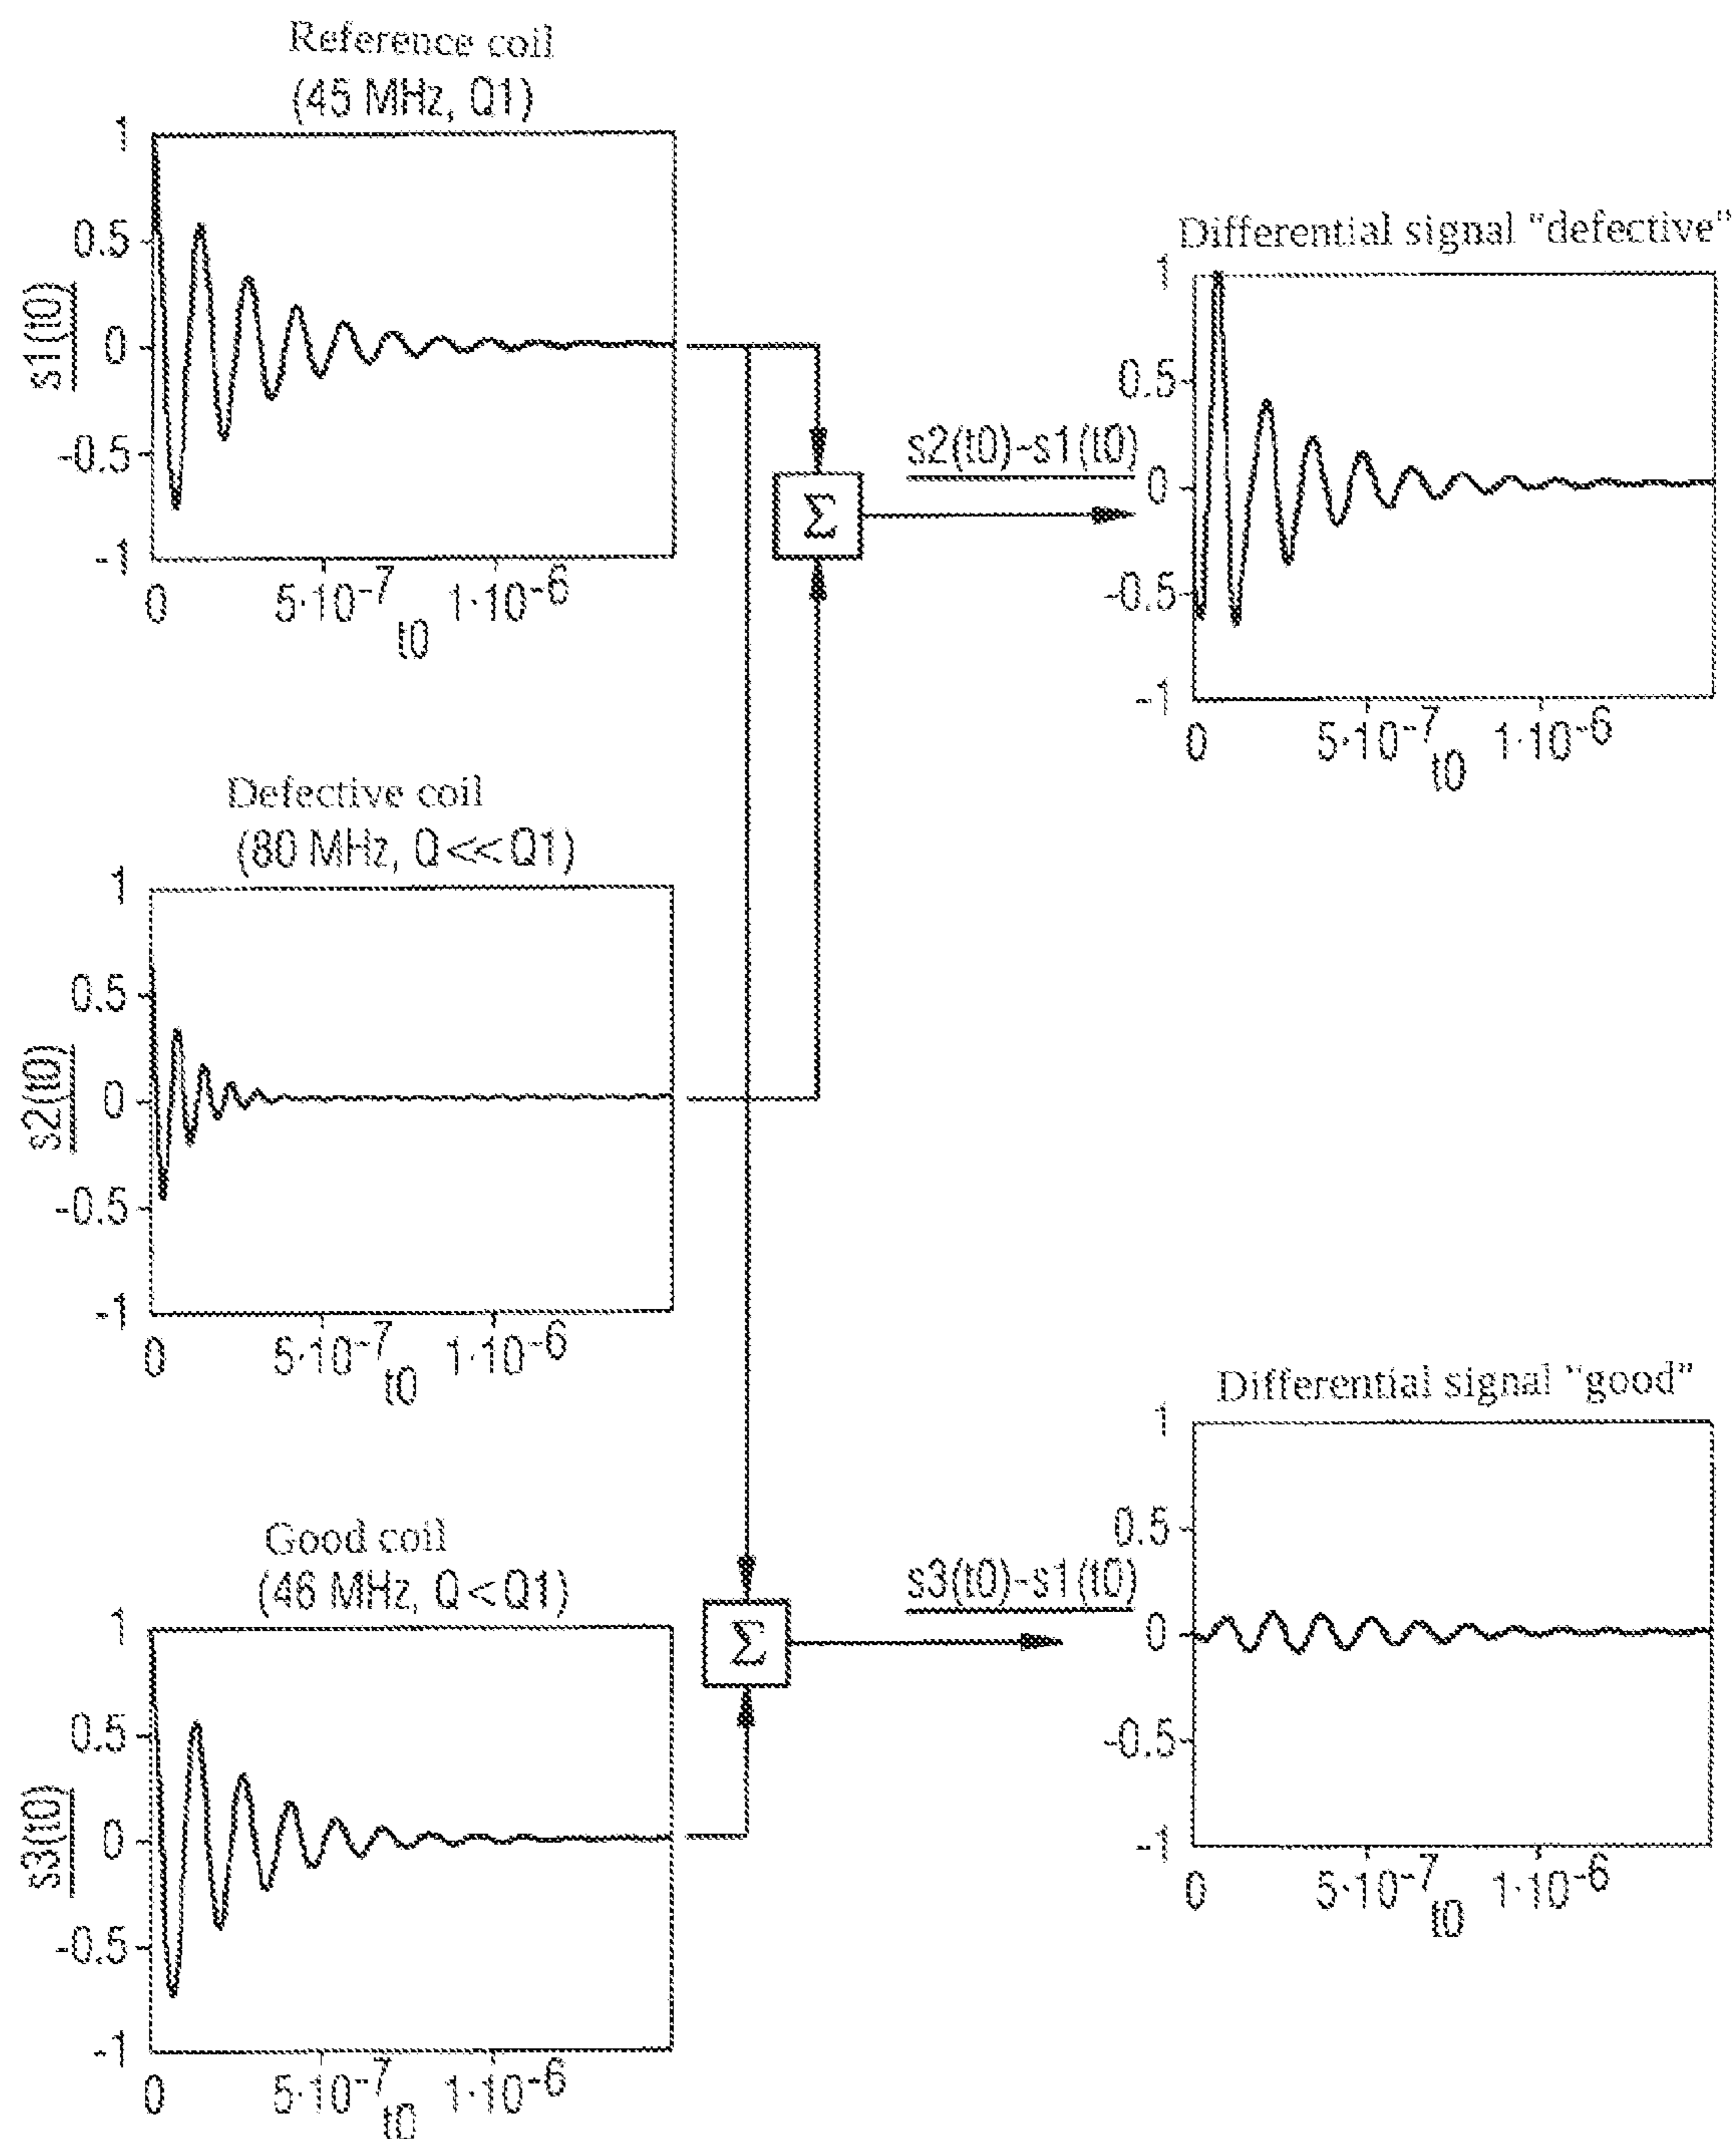 Reference coil
(45 MHz, Q1)
1
0.5
0
-0.5
-1
s1(t0)
0
5·10-7
1·10-6
t0
Differential signal "defective"
1
0.5
0
-0.5
-1
0
5·10-7
1·10-6
t0
s2(t0)-s1(t0)
Σ
Defective coil
(80 MHz, Q<<Q1)
1
0.5
0
-0.5
-1
s2(t0)
0
5·10-7
1·10-6
t0
Differential signal "good"
1
0.5
0
-0.5
-1
0
5·10-7
1·10-6
t0
Good coil
(46 MHz, Q<Q1)
s3(t0)-s1(t0)
Σ
1
0.5
0
-0.5
-1
s3(t0)
0
5·10-7
1·10-6
t0